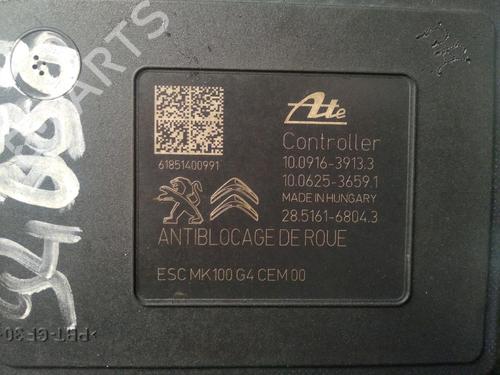 Ate
Controller
10.0916-3913.3
10.0625-3659.1
MADE IN HUNGARY
28.5161-6804.3
61851400991
ANTIBLOCAGE DE ROUE
ESC MK100 G4 CEM 00
PARTS